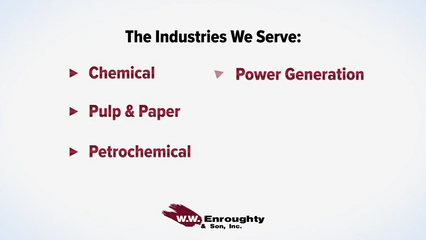 The Industries We Serve:
Chemical
Pulp & Paper
Petrochemical
Power Generation
W.W. Enroughty
& Son, Inc.